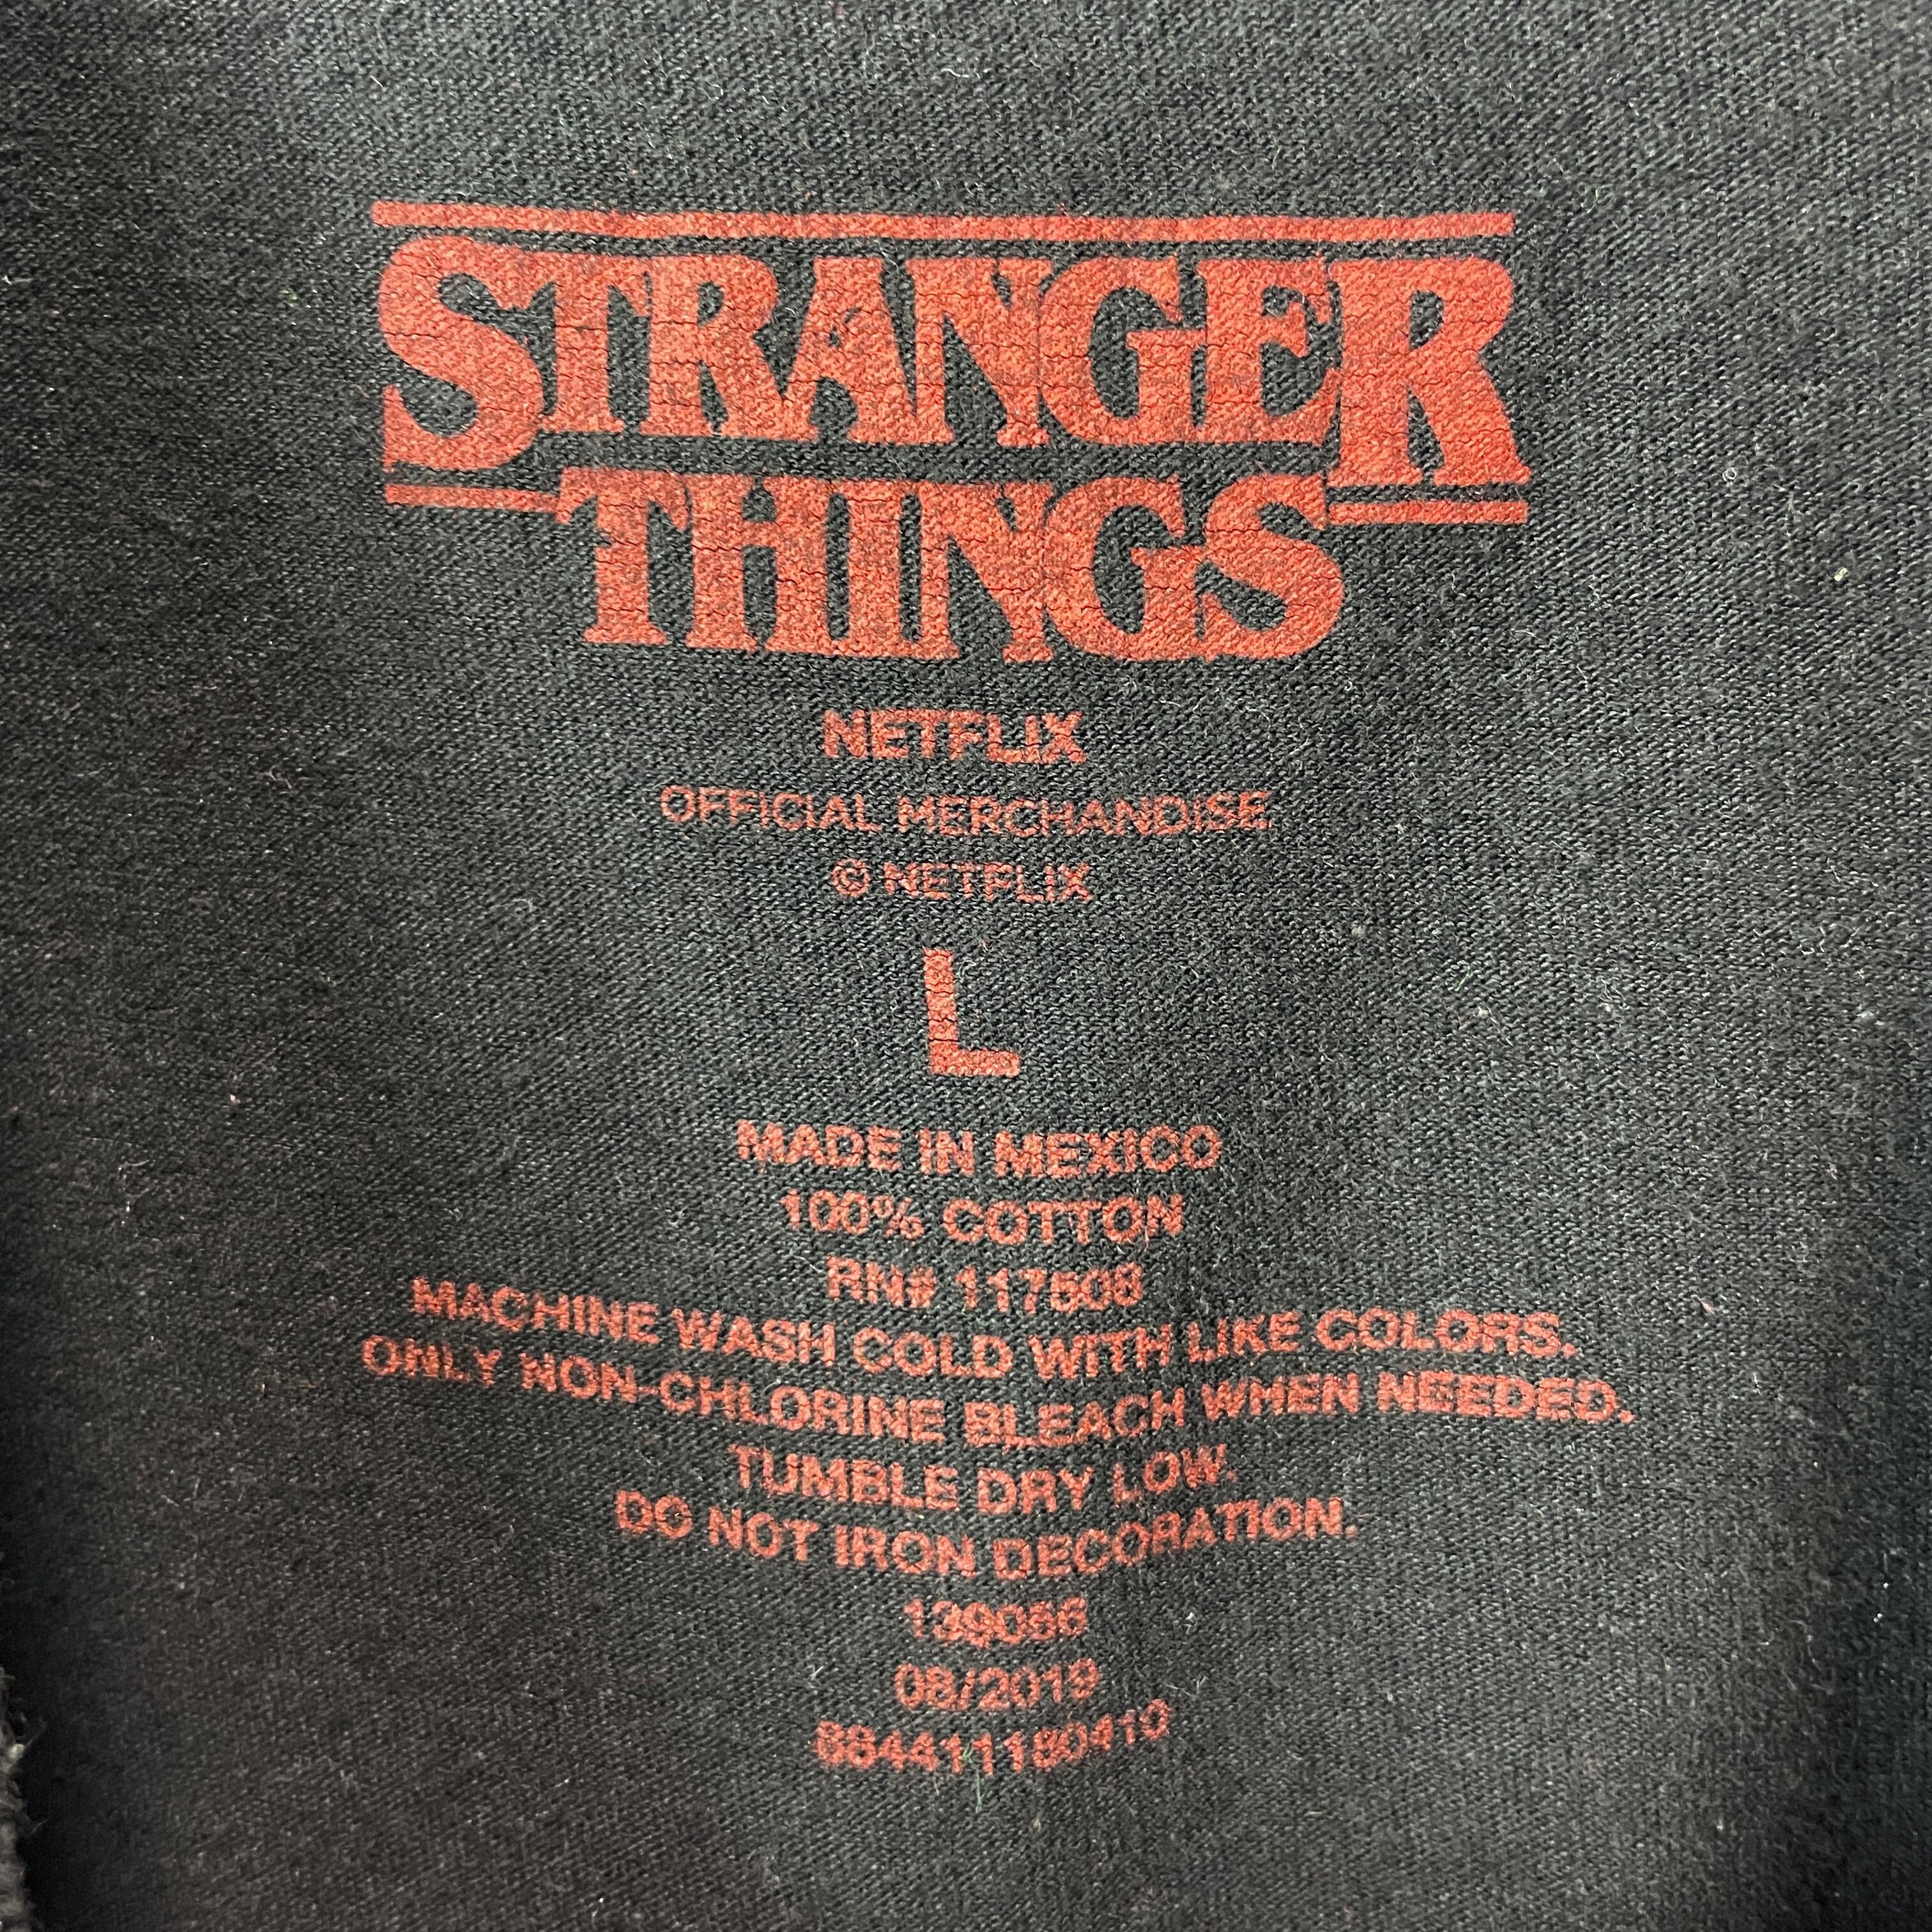 STRANGER
THINGS
NETFLIX
OFFICIAL MERCHANDISE
© NETFLIX
L
MADE IN MEXICO
100% COTTON
RN# 117508
MACHINE WASH COLD WITH LIKE COLORS.
ONLY NON-CHLORINE BLEACH WHEN NEEDED.
TUMBLE DRY LOW.
DO NOT IRON DECORATION.
139086
08/2019
884411180410